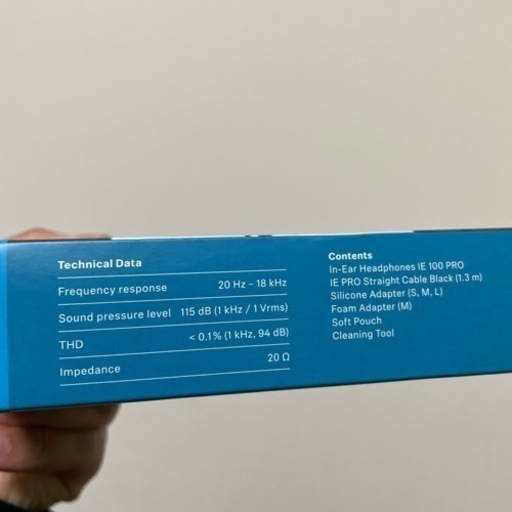 Technical Data
Frequency response 20 Hz – 18 kHz
Sound pressure level 115 dB (1 kHz / 1 Vrms)
THD < 0.1% (1 kHz, 94 dB)
Impedance 20 Ω
Contents
In-Ear Headphones IE 100 PRO
IE PRO Straight Cable Black (1.3 m)
Silicone Adapter (S, M, L)
Foam Adapter (M)
Soft Pouch
Cleaning Tool